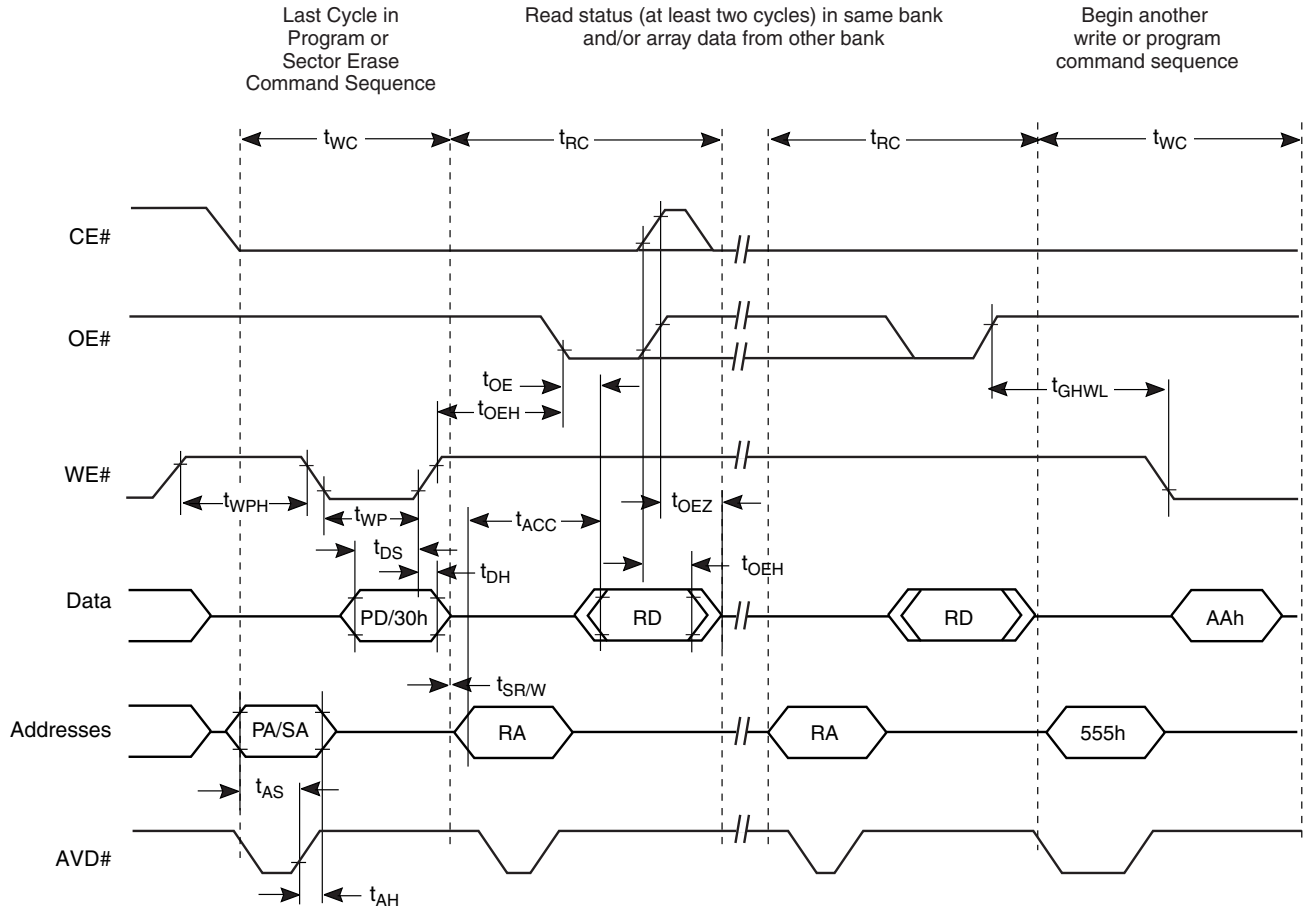 Last Cycle in
Program or
Sector Erase
Command Sequence
Read status (at least two cycles) in same bank
and/or array data from other bank
Begin another
write or program
command sequence
tWC
tRC
tRC
tWC
CE#
OE#
tOE
tOEH
tGHWL
WE#
tWPH
tWP
tACC
tOEZ
tDS
tDH
tOEH
Data
PD/30h
RD
RD
AAh
tSR/W
Addresses
PA/SA
RA
RA
555h
tAS
AVD#
tAH